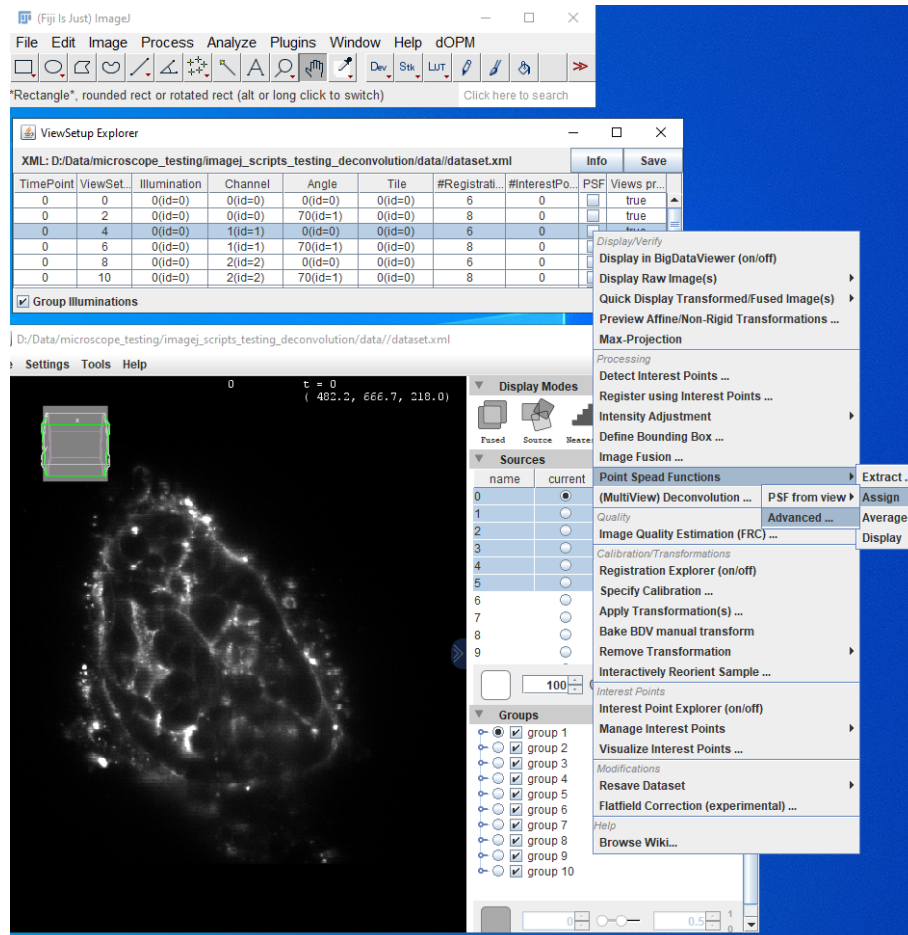 (Fiji Is Just) ImageJ
File Edit Image Process Analyze Plugins Window Help dOPM
Dev Stk LUT
*Rectangle*, rounded rect or rotated rect (alt or long click to switch) Click here to search
ViewSetup Explorer
XML: D:/Data/microscope_testing/imagej_scripts_testing_deconvolution/data//dataset.xml Info Save
TimePoint ViewSet... Illumination Channel Angle Tile #Registrati... #InterestPo... PSF Views pr...
0 0 0(id=0) 0(id=0) 0(id=0) 0(id=0) 6 0 true
0 2 0(id=0) 0(id=0) 70(id=1) 0(id=0) 8 0 true
0 4 0(id=0) 1(id=1) 0(id=0) 0(id=0) 6 0 true
0 6 0(id=0) 1(id=1) 70(id=1) 0(id=0) 8 0
0 8 0(id=0) 2(id=2) 0(id=0) 0(id=0) 6 0
0 10 0(id=0) 2(id=2) 70(id=1) 0(id=0) 8 0
Group Illuminations
D:/Data/microscope_testing/imagej_scripts_testing_deconvolution/data//dataset.xml
Settings Tools Help
0 t = 0
( 482.2, 666.7, 218.0)
Display Modes
Fused Source Neare
Sources
name current
0
1
2
3
4
5
6
7
8
9
100
Groups
group 1
group 2
group 3
group 4
group 5
group 6
group 7
group 8
group 9
group 10
0 0.5 1
0
Display/Verify
Display in BigDataViewer (on/off)
Display Raw Image(s)
Quick Display Transformed/Fused Image(s)
Preview Affine/Non-Rigid Transformations ...
Max-Projection
Processing
Detect Interest Points ...
Register using Interest Points ...
Intensity Adjustment
Define Bounding Box ...
Image Fusion ...
Point Spead Functions
(MultiView) Deconvolution ...
Quality
Image Quality Estimation (FRC) ...
Calibration/Transformations
Registration Explorer (on/off)
Specify Calibration ...
Apply Transformation(s) ...
Bake BDV manual transform
Remove Transformation
Interactively Reorient Sample ...
Interest Points
Interest Point Explorer (on/off)
Manage Interest Points
Visualize Interest Points ...
Modifications
Resave Dataset
Flatfield Correction (experimental) ...
Help
Browse Wiki...
PSF from view
Advanced ...
Extract .
Assign
Average
Display